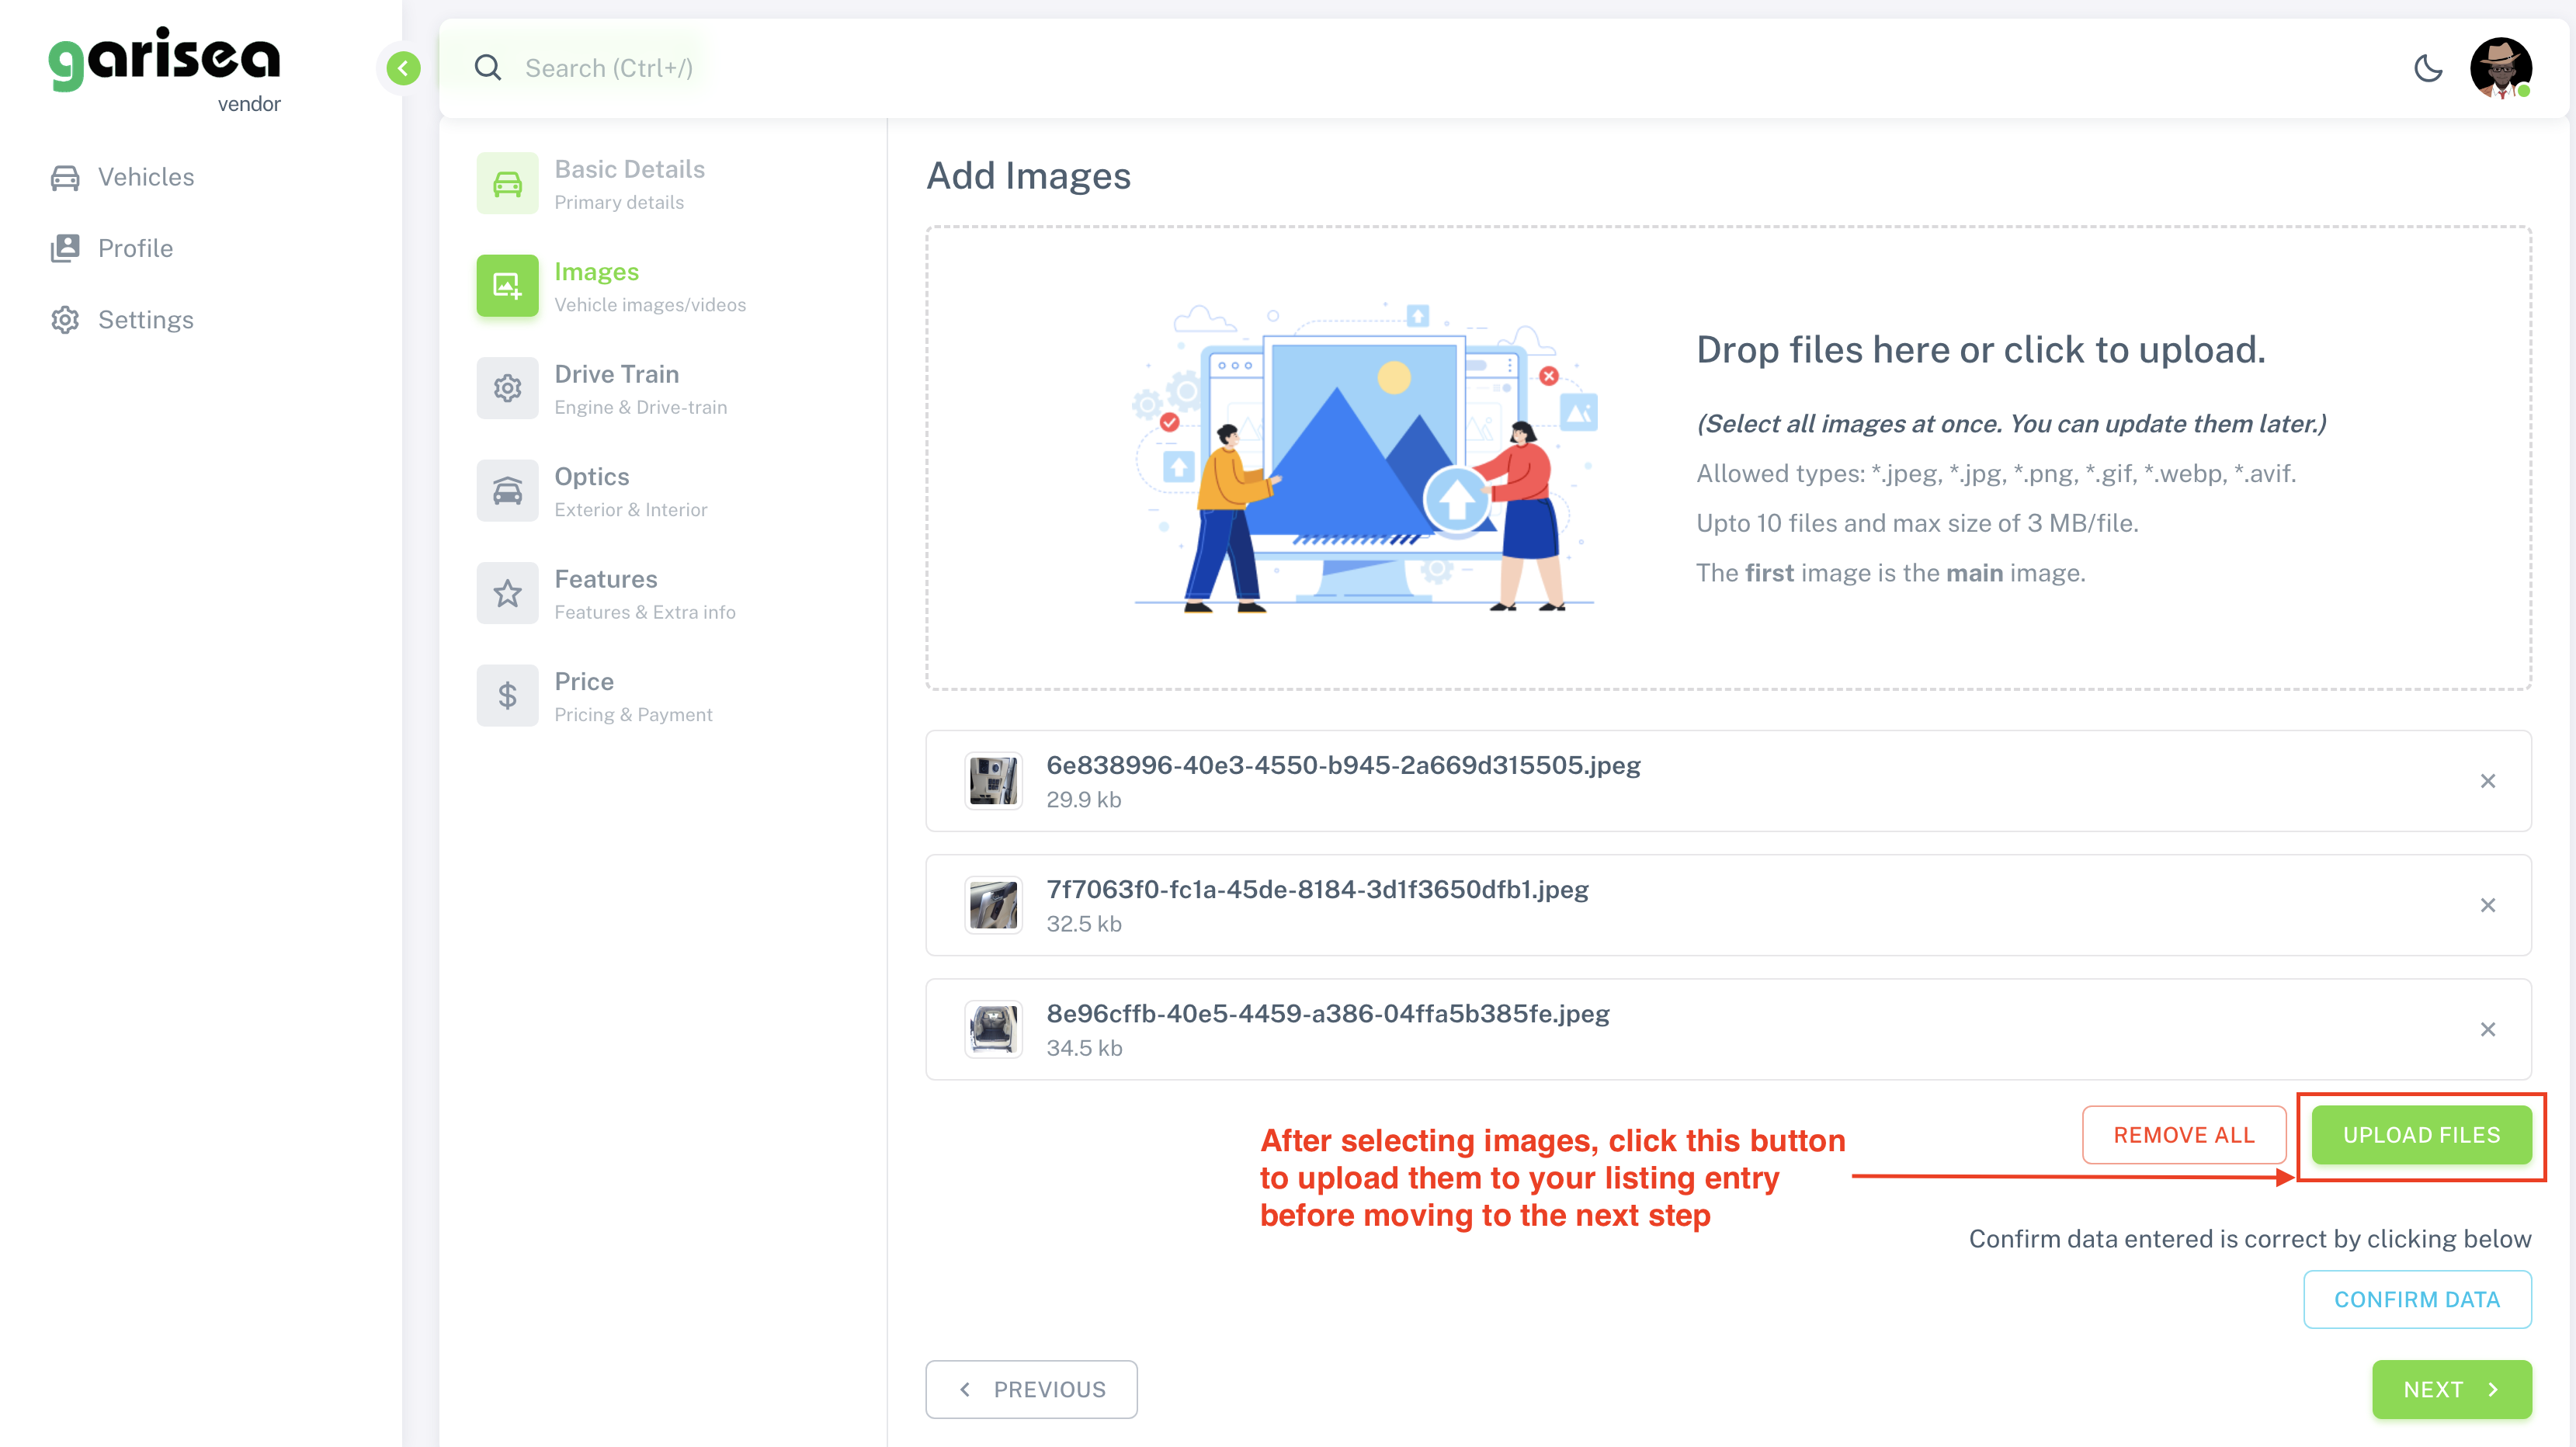 garisea
vendor
Vehicles
Profile
Settings
Search (Ctrl+/)
Basic Details
Primary details
Images
Vehicle images/videos
Drive Train
Engine & Drive-train
Optics
Exterior & Interior
Features
Features & Extra info
Price
Pricing & Payment
Add Images
Drop files here or click to upload.
(Select all images at once. You can update them later.)
Allowed types: *.jpeg, *.jpg, *.png, *.gif, *.webp, *.avif.
Upto 10 files and max size of 3 MB/file.
The first image is the main image.
6e838996-40e3-4550-b945-2a669d315505.jpeg
29.9 kb
7f7063f0-fc1a-45de-8184-3d1f3650dfb1.jpeg
32.5 kb
8e96cffb-40e5-4459-a386-04ffa5b385fe.jpeg
34.5 kb
After selecting images, click this button
to upload them to your listing entry
before moving to the next step
REMOVE ALL
UPLOAD FILES
Confirm data entered is correct by clicking below
CONFIRM DATA
PREVIOUS
NEXT